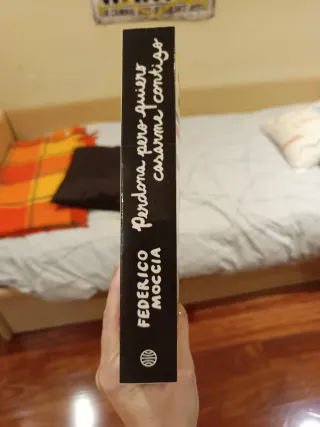 Perdona pero quiero
casarme contigo
FEDERICO
MOCCIA